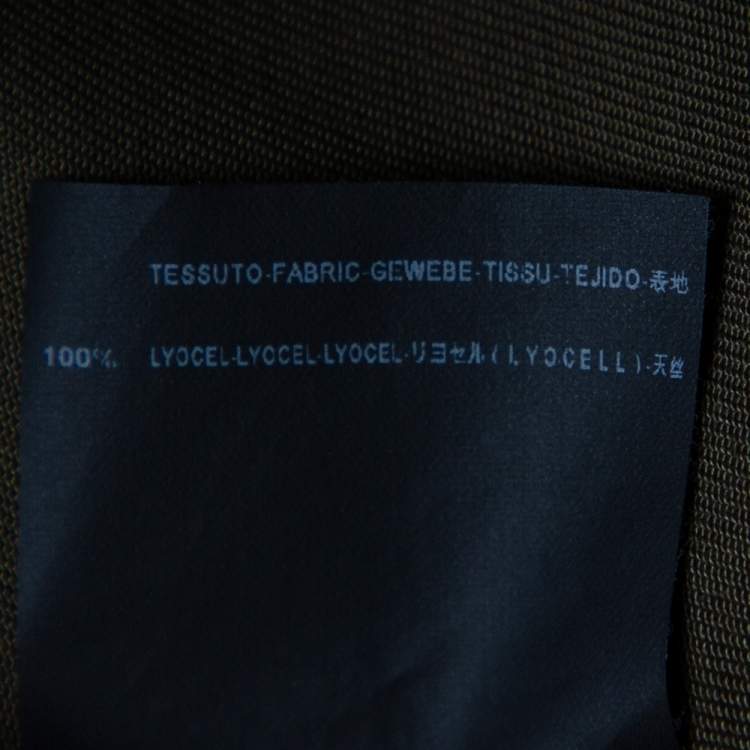 TESSUTO-FABRIC-GEWEBE-TISSU-TEJIDO-表地
100% LYOCEL-LYOCEL-LYOCEL-リヨセル(LYOCELL)-天丝